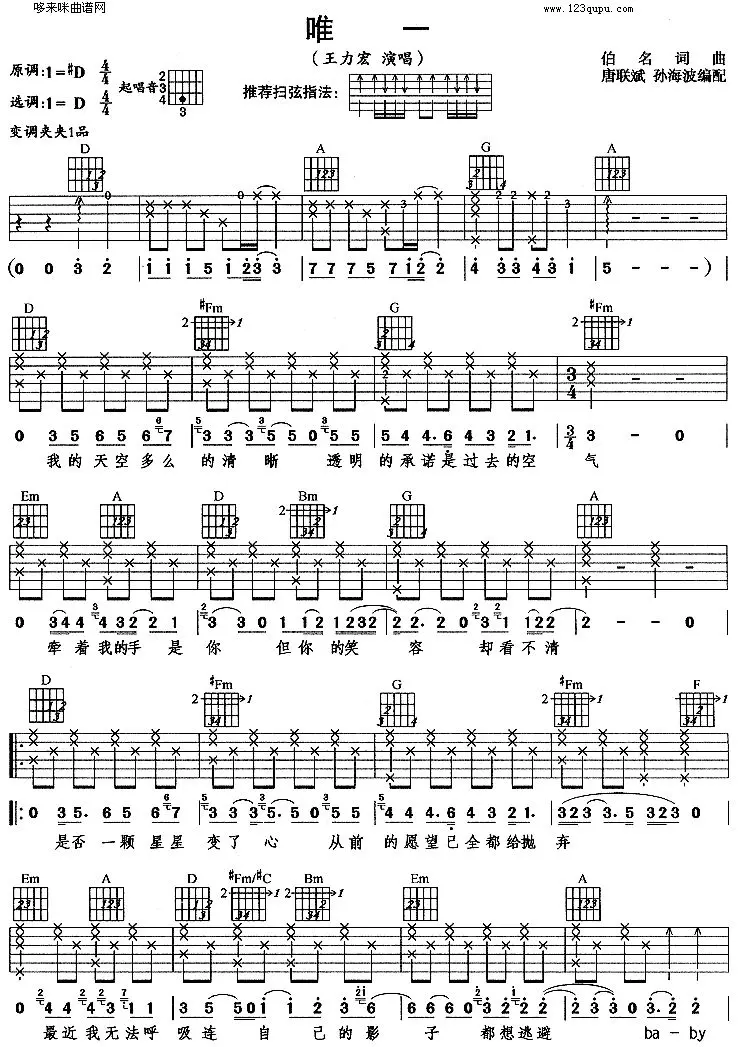 哆来咪曲谱网
www.123qupu.com
唯 一
(王力宏 演唱)
伯名词曲
唐联斌 孙海波编配
原调:1=#D 4/4
选调:1=D 4/4
变调夹夹1品
起唱音 2 3 4 3
推荐扫弦指法:
D A G A
(0 0 3 2 | 1 1 1 5 1 2 3 3 | 7 7 7 5 7 1 2 2 | 4 3 3 4 3 1 | 5 - - - )
D #Fm G #Fm
0 3 5 6 5 6 7 | 3 3 3 5 5 0 5 5 | 5 4 4. 6 4 3 2 1. | 3/4 3 - 0
我的天空多么 的清晰 透明 的承诺是过去的空 气
Em A D Bm G A
0 3 4 4 4 3 2 2 1 | 3 3 0 1 1 1 2 1 2 3 2 | 2 2. 2 0 3 1 1 2 2 | 2 - - 0
牵着我的手是 你 但你的笑 容 却看不清
D #Fm G #Fm F
0 3 5. 6 5 6 7 | 3 3 3 5. 5 0 5 5 | 4 4 4. 6 4 3 2 1. | 3 2 3 3. 5 3 2 3 0
是否一颗星星 变了心 从前 的愿望已全都给抛 弃
Em A D #Fm/#C Bm Em A
0 4 4 4 3 1 1 | 3 5 5 0 1 1 2 3 6 | 6 6 6 0 3 2 2 | 2 2 3 0 3. 2 2
最近我无法呼 吸连 自己的影 子 都想逃避 ba-by